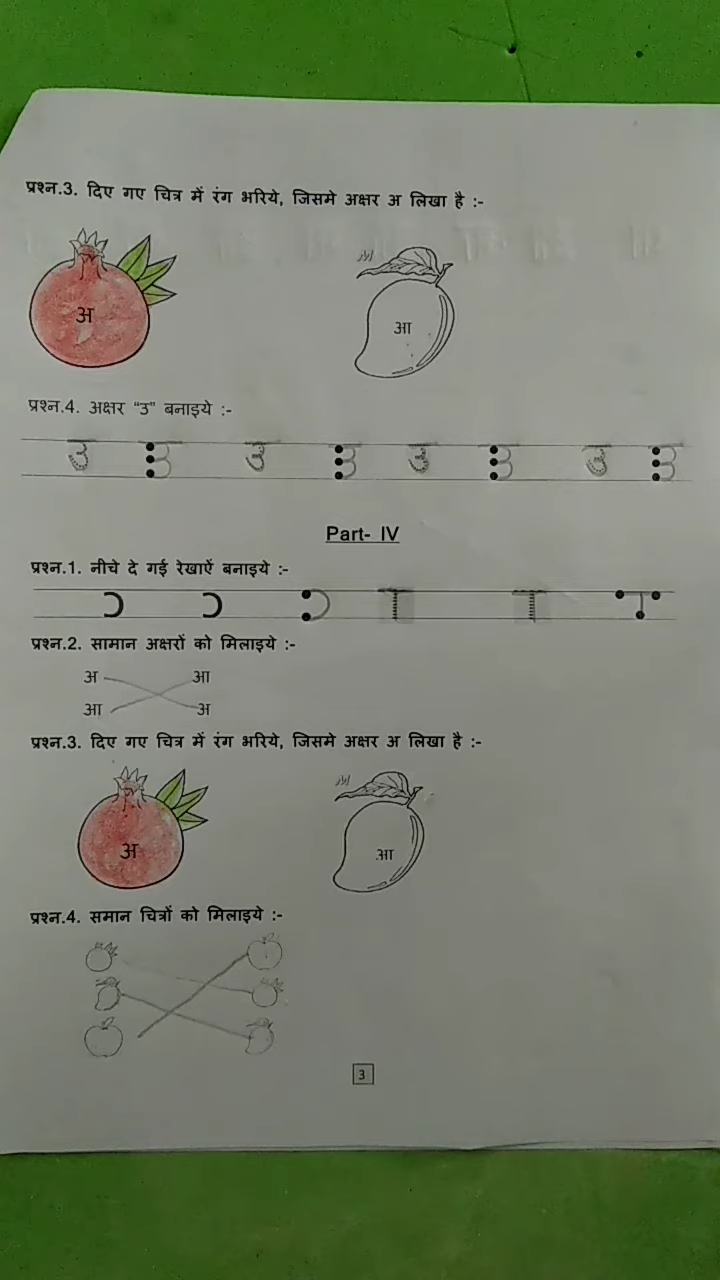 प्रश्न.3. दिए गए चित्र में रंग भरिये, जिसमे अक्षर अ लिखा है :-
अ आ
प्रश्न.4. अक्षर "उ" बनाइये :-
उ उ उ उ उ उ उ उ
Part- IV
प्रश्न.1. नीचे दे गई रेखाऐं बनाइये :-
प्रश्न.2. सामान अक्षरों को मिलाइये :-
अ आ
आ अ
प्रश्न.3. दिए गए चित्र में रंग भरिये, जिसमे अक्षर अ लिखा है :-
अ आ
प्रश्न.4. समान चित्रों को मिलाइये :-
3